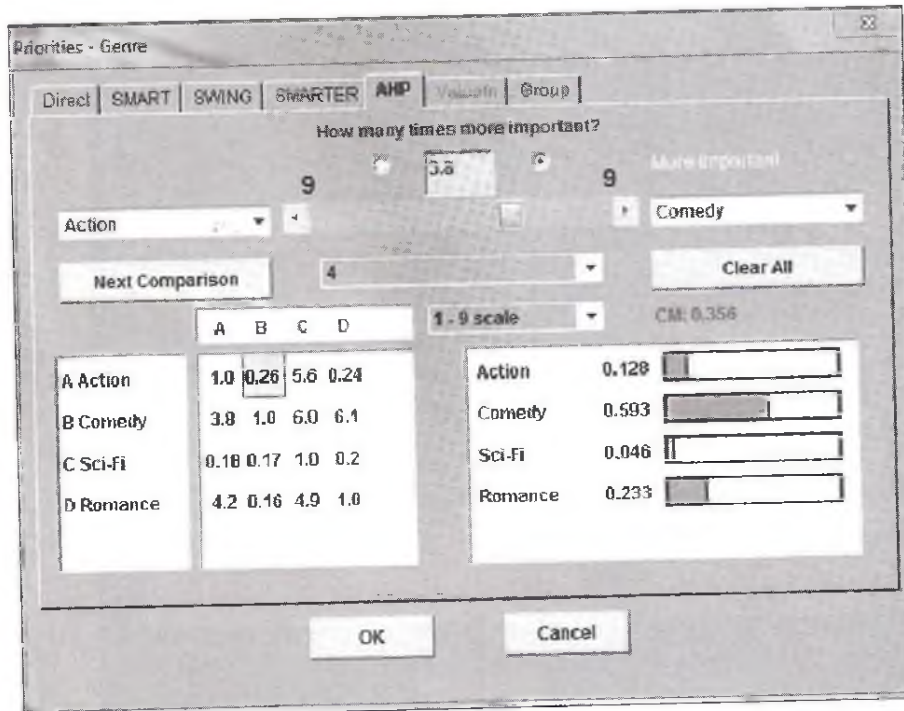 Priorities - Genre
Direct SMART SWING SMARTER AHP Group
How many times more important?
9 3.8 9 More Important
Action Comedy
Next Comparison 4 Clear All
A B C D 1 - 9 scale CM: 0.356
A Action 1.0 0.26 5.6 0.24
B Comedy 3.8 1.0 6.0 6.1
C Sci-Fi 0.18 0.17 1.0 0.2
D Romance 4.2 0.16 4.9 1.0
Action 0.128
Comedy 0.593
Sci-Fi 0.046
Romance 0.233
OK Cancel